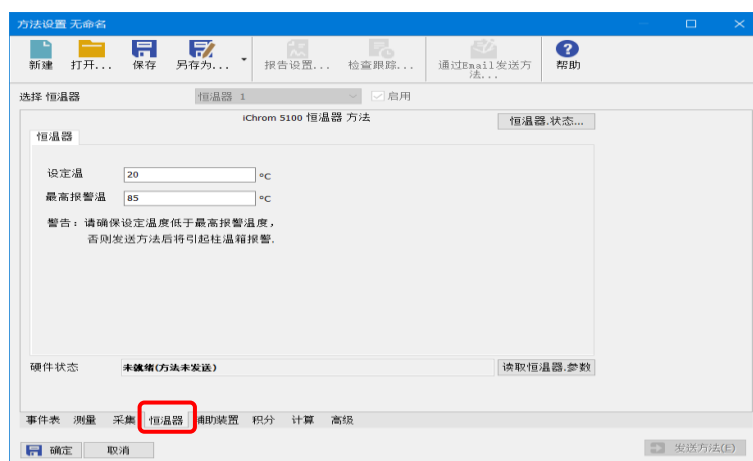 方法设置 无命名
新建 打开... 保存 另存为... 报告设置... 检查跟踪... 通过Email发送方法... 帮助
选择 恒温器 恒温器 1 启用
iChrom 5100 恒温器 方法 恒温器.状态...
恒温器
设定温 20 °C
最高报警温 85 °C
警告：请确保设定温度低于最高报警温度，
否则发送方法后将引起柱温箱报警.
硬件状态 未就绪(方法未发送) 读取恒温器.参数
事件表 测量 采集 恒温器 辅助装置 积分 计算 高级
确定 取消 发送方法(E)